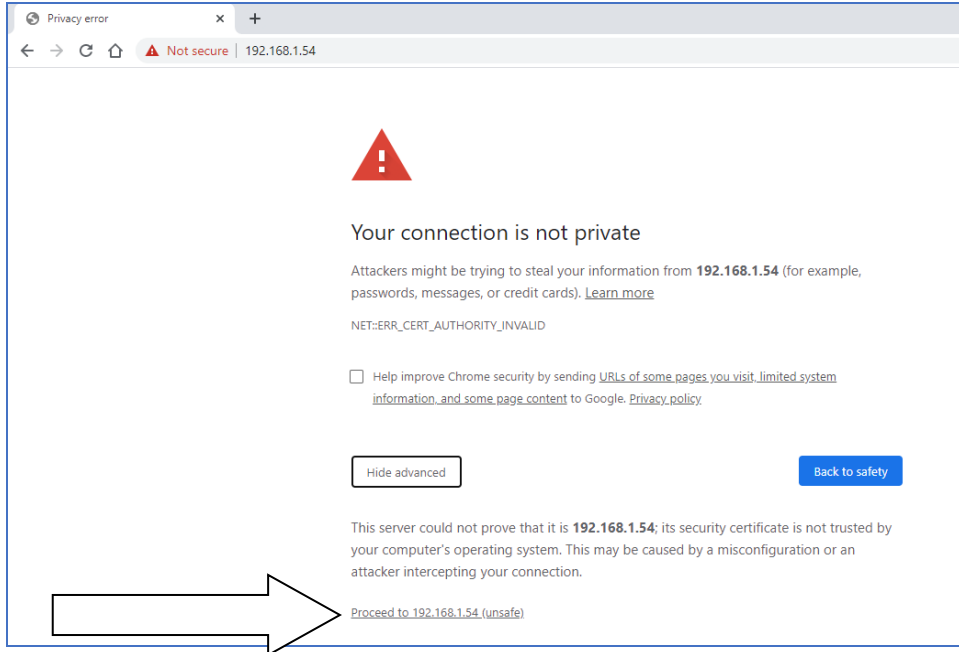 Privacy error
Not secure 192.168.1.54
Your connection is not private
Attackers might be trying to steal your information from 192.168.1.54 (for example,
passwords, messages, or credit cards). Learn more
NET::ERR_CERT_AUTHORITY_INVALID
Help improve Chrome security by sending URLs of some pages you visit, limited system
information, and some page content to Google. Privacy policy
Hide advanced
Back to safety
This server could not prove that it is 192.168.1.54; its security certificate is not trusted by
your computer's operating system. This may be caused by a misconfiguration or an
attacker intercepting your connection.
Proceed to 192.168.1.54 (unsafe)